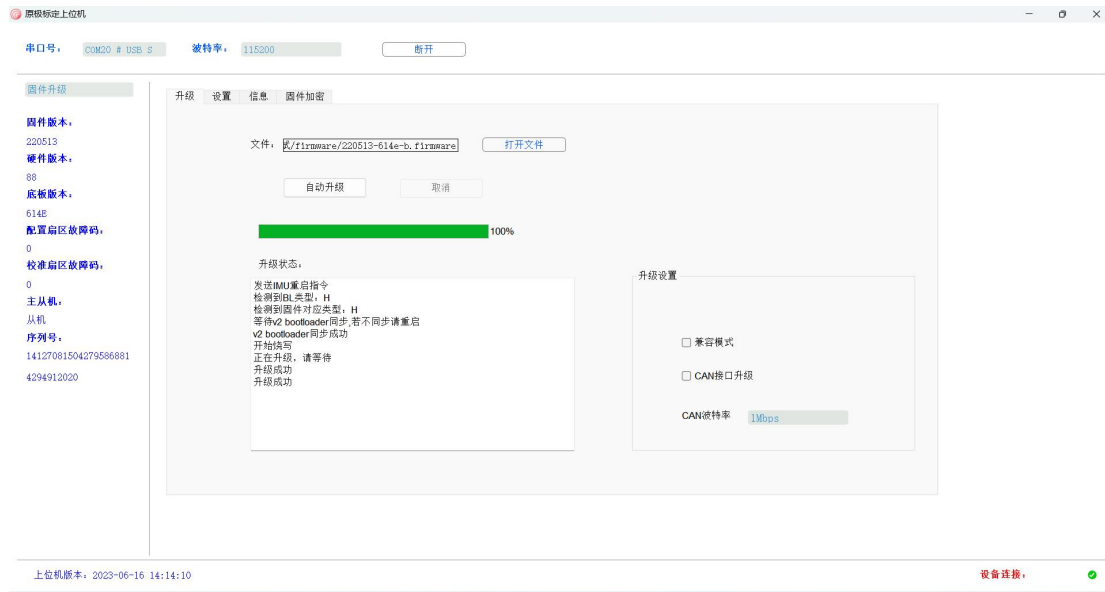 原极标定上位机
串口号: COM20 # USB S 波特率: 115200 断开
固件升级
固件版本:
220513
硬件版本:
88
底板版本:
614E
配置扇区故障码:
0
校准扇区故障码:
0
主从机:
从机
序列号:
14127081504279586881
4294912020
升级 设置 信息 固件加密
文件: 式/firmware/220513-614e-b.firmware 打开文件
自动升级 取消
100%
升级状态:
发送IMU重启指令
检测到BL类型: H
检测到固件对应类型: H
等待v2 bootloader同步,若不同步请重启
v2 bootloader同步成功
开始烧写
正在升级, 请等待
升级成功
升级成功
升级设置
兼容模式
CAN接口升级
CAN波特率 1Mbps
上位机版本: 2023-06-16 14:14:10 设备连接: